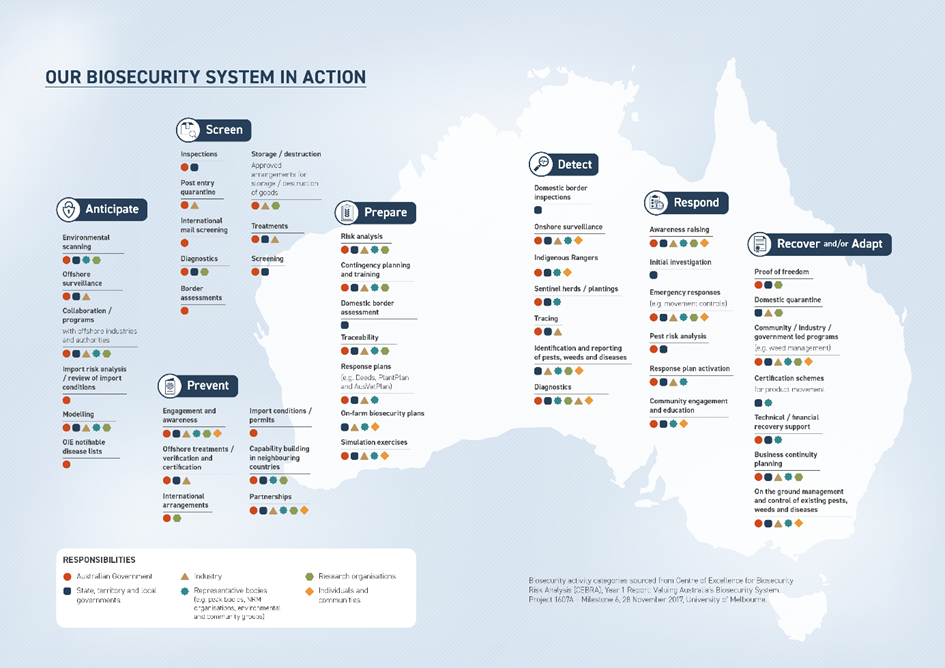 OUR BIOSECURITY SYSTEM IN ACTION
Anticipate
Environmental
scanning
Offshore
surveillance
Collaboration /
programs
with offshore industries
and authorities
Import risk analysis
/ review of import
conditions
Modelling
OIE notifiable
disease lists
Screen
Inspections
Post entry
quarantine
International
mail screening
Diagnostics
Border
assessments
Storage / destruction
Approved
arrangements for
storage / destruction
of goods
Treatments
Screening
Prevent
Engagement and
awareness
Offshore treatments /
verification and
certification
International
arrangements
Import conditions /
permits
Capability building
in neighbouring
countries
Partnerships
Prepare
Risk analysis
Contingency planning
and training
Domestic border
assessment
Traceability
Response plans
(e.g. Deeds, PlantPlan
and AusVetPlan)
On-farm biosecurity plans
Simulation exercises
Detect
Domestic border
inspections
Onshore surveillance
Indigenous Rangers
Sentinel herds / plantings
Tracing
Identification and reporting
of pests, weeds and diseases
Diagnostics
Respond
Awareness raising
Initial investigation
Emergency responses
(e.g. movement controls)
Pest risk analysis
Response plan activation
Community engagement
and education
Recover and/or Adapt
Proof of freedom
Domestic quarantine
Community / Industry /
government led programs
(e.g. weed management)
Certification schemes
for product movement
Technical / financial
recovery support
Business continuity
planning
On the ground management
and control of existing pests,
weeds and diseases
RESPONSIBILITIES
Australian Government
State, territory and local
governments.
Industry
Representative bodies
(e.g. peak bodies, NRM
organisations, environmental
and community groups)
Research organisations
Individuals and
communities.
Biosecurity activity categories sourced from Centre of Excellence for Biosecurity
Risk Analysis (CEBRA), Year 1 Report: Valuing Australia's Biosecurity System.
Project 1607A – Milestone 6, 28 November 2017, University of Melbourne.